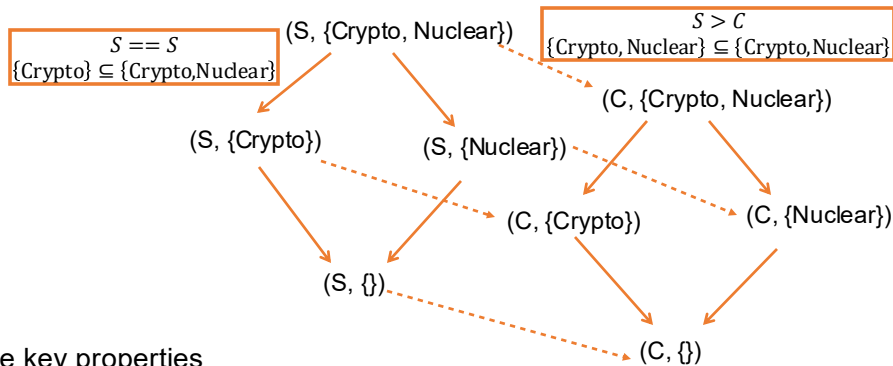 (S, {Crypto, Nuclear})
S == S
{Crypto} ⊆ {Crypto,Nuclear}
S > C
{Crypto, Nuclear} ⊆ {Crypto,Nuclear}
(C, {Crypto, Nuclear})
(S, {Crypto})
(S, {Nuclear})
(C, {Crypto})
(C, {Nuclear})
(S, {})
(C, {})
key properties